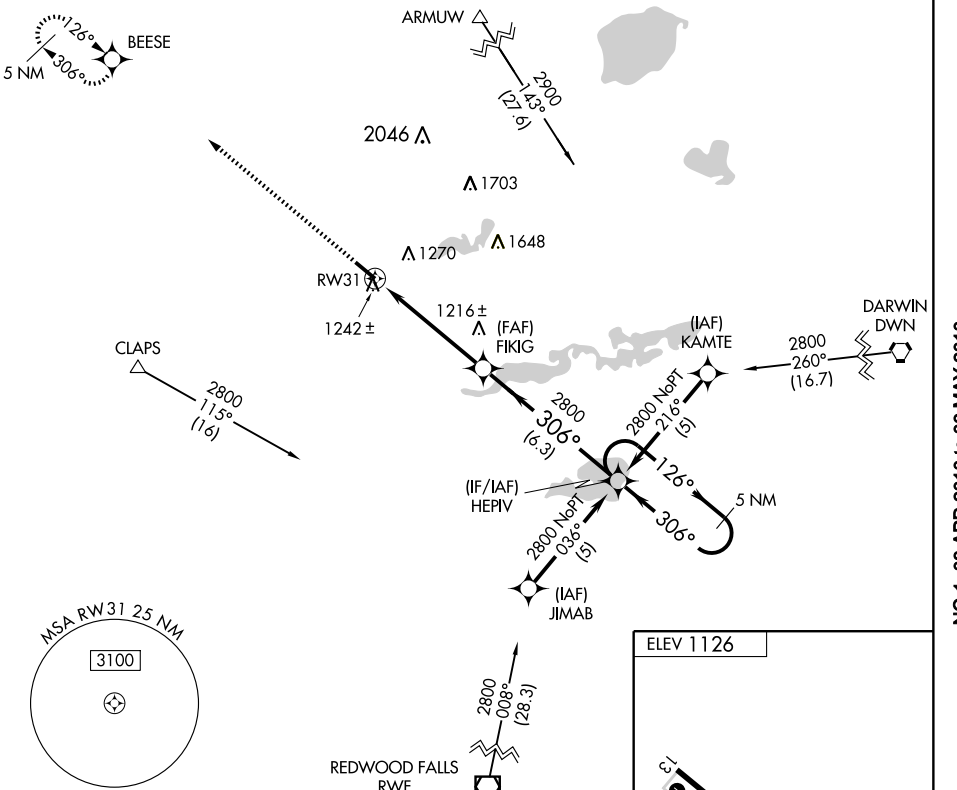 126°
306°
5 NM
BEESE
ARMUW
2900
143°
(27.6)
2046
1703
1648
1270
RW31
1242 ±
1216 ±
(FAF)
FIKIG
(IAF)
KAMTE
DARWIN
DWN
2800
260°
(16.7)
CLAPS
2800
115°
(16)
2800
306°
(6.3)
2800 NoPT
216°
(5)
126°
306°
5 NM
(IF/IAF)
HEPIV
2800 NoPT
036°
(5)
(IAF)
JIMAB
MSA RW31 25 NM
3100
2800
008°
(28.3)
REDWOOD FALLS
RWF
ELEV 1126
13